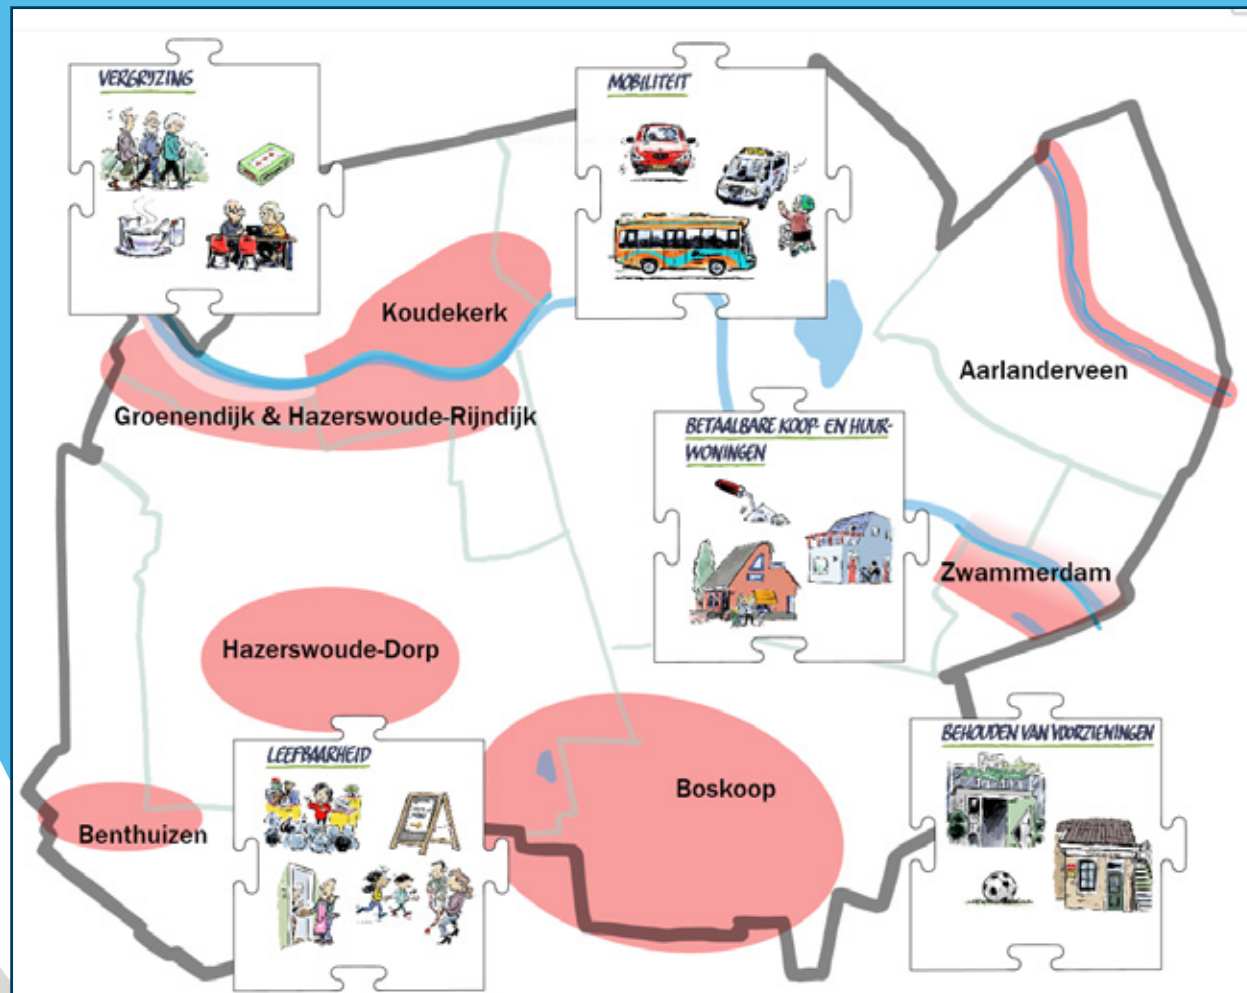 VERGRIJZING
MOBILITEIT
Koudekerk
Aarlanderveen
Groenendijk & Hazerswoude-Rijndijk
BETAALBARE KOOP- EN HUUR-
WONINGEN
Zwammerdam
Hazerswoude-Dorp
BEHOUDEN VAN VOORZIENINGEN
LEEFBAARHEID
Boskoop
Benthuizen